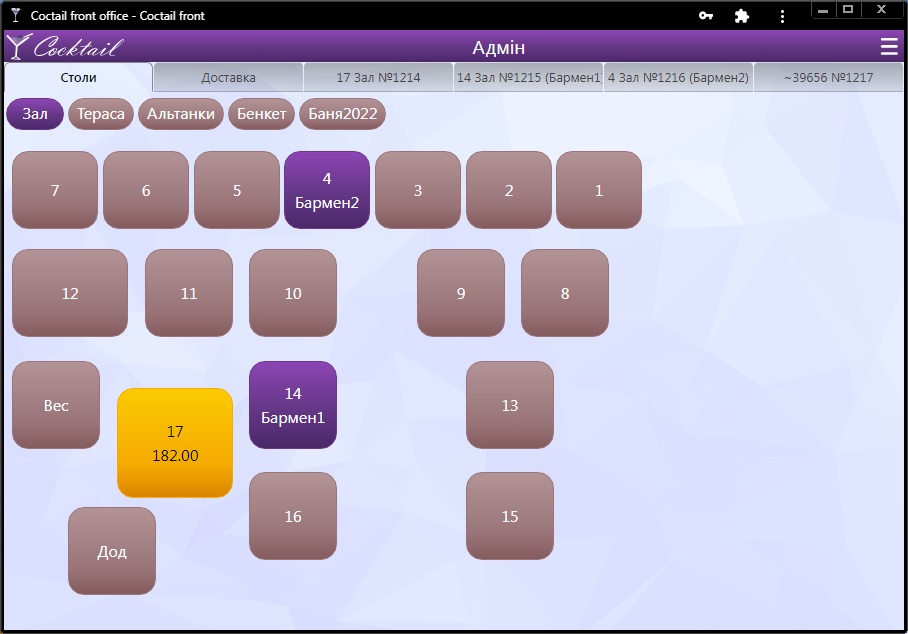 Coctail front office - Coctail front
Cocktail
Адмін
Столи
Доставка
17 Зал №1214
14 Зал №1215 (Бармен1
4 Зал №1216 (Бармен2)
~39656 №1217
Зал
Тераса
Альтанки
Бенкет
Баня2022
7
6
5
4
Бармен2
3
2
1
12
11
10
9
8
Вес
17
182.00
14
Бармен1
13
16
15
Дод